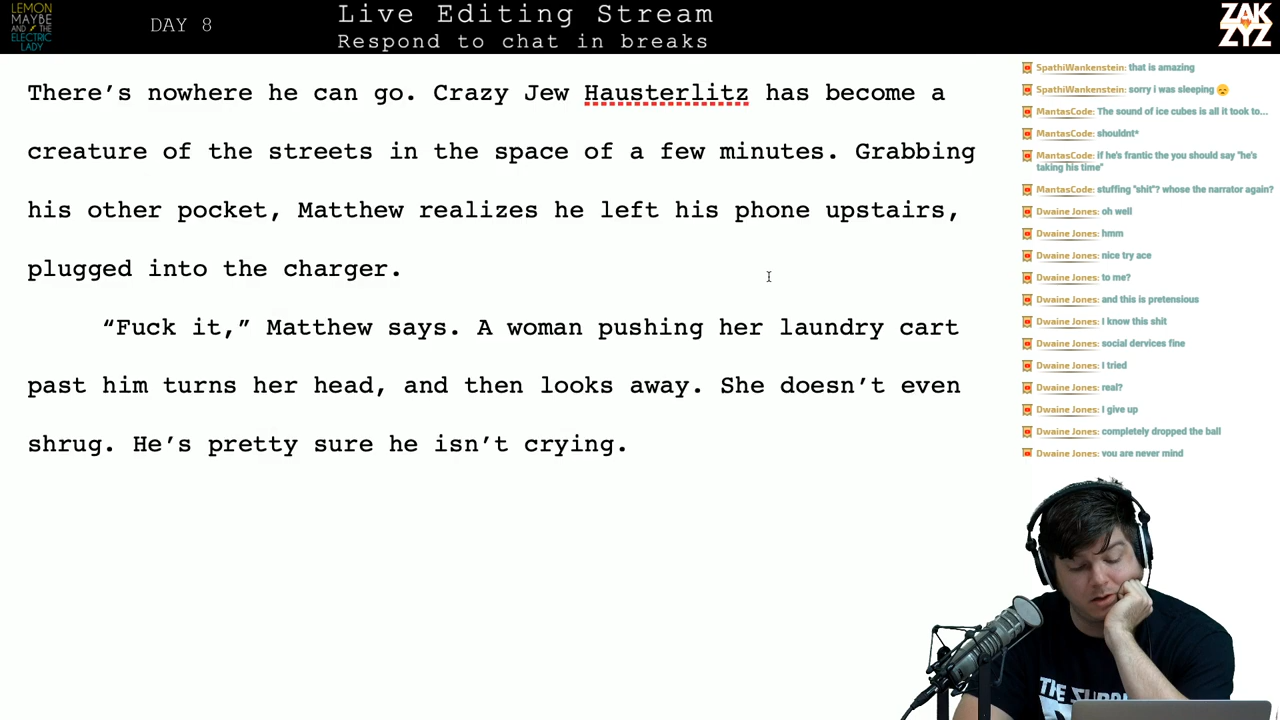 LEMON
MAYBE
AND THE
ELECTRIC
LADY
DAY 8
Live Editing Stream
Respond to chat in breaks
ZAK
ZYZ
There’s nowhere he can go. Crazy Jew Hausterlitz has become a
creature of the streets in the space of a few minutes. Grabbing
his other pocket, Matthew realizes he left his phone upstairs,
plugged into the charger.
“Fuck it,” Matthew says. A woman pushing her laundry cart
past him turns her head, and then looks away. She doesn’t even
shrug. He’s pretty sure he isn’t crying.
SpathiWankenstein: that is amazing
SpathiWankenstein: sorry i was sleeping 😞
MantasCode: The sound of ice cubes is all it took to...
MantasCode: shouldnt*
MantasCode: if he's frantic the you should say "he's
taking his time"
MantasCode: stuffing "shit"? whose the narrator again?
Dwaine Jones: oh well
Dwaine Jones: hmm
Dwaine Jones: nice try ace
Dwaine Jones: to me?
Dwaine Jones: and this is pretensious
Dwaine Jones: I know this shit
Dwaine Jones: social dervices fine
Dwaine Jones: I tried
Dwaine Jones: real?
Dwaine Jones: I give up
Dwaine Jones: completely dropped the ball
Dwaine Jones: you are never mind
THE